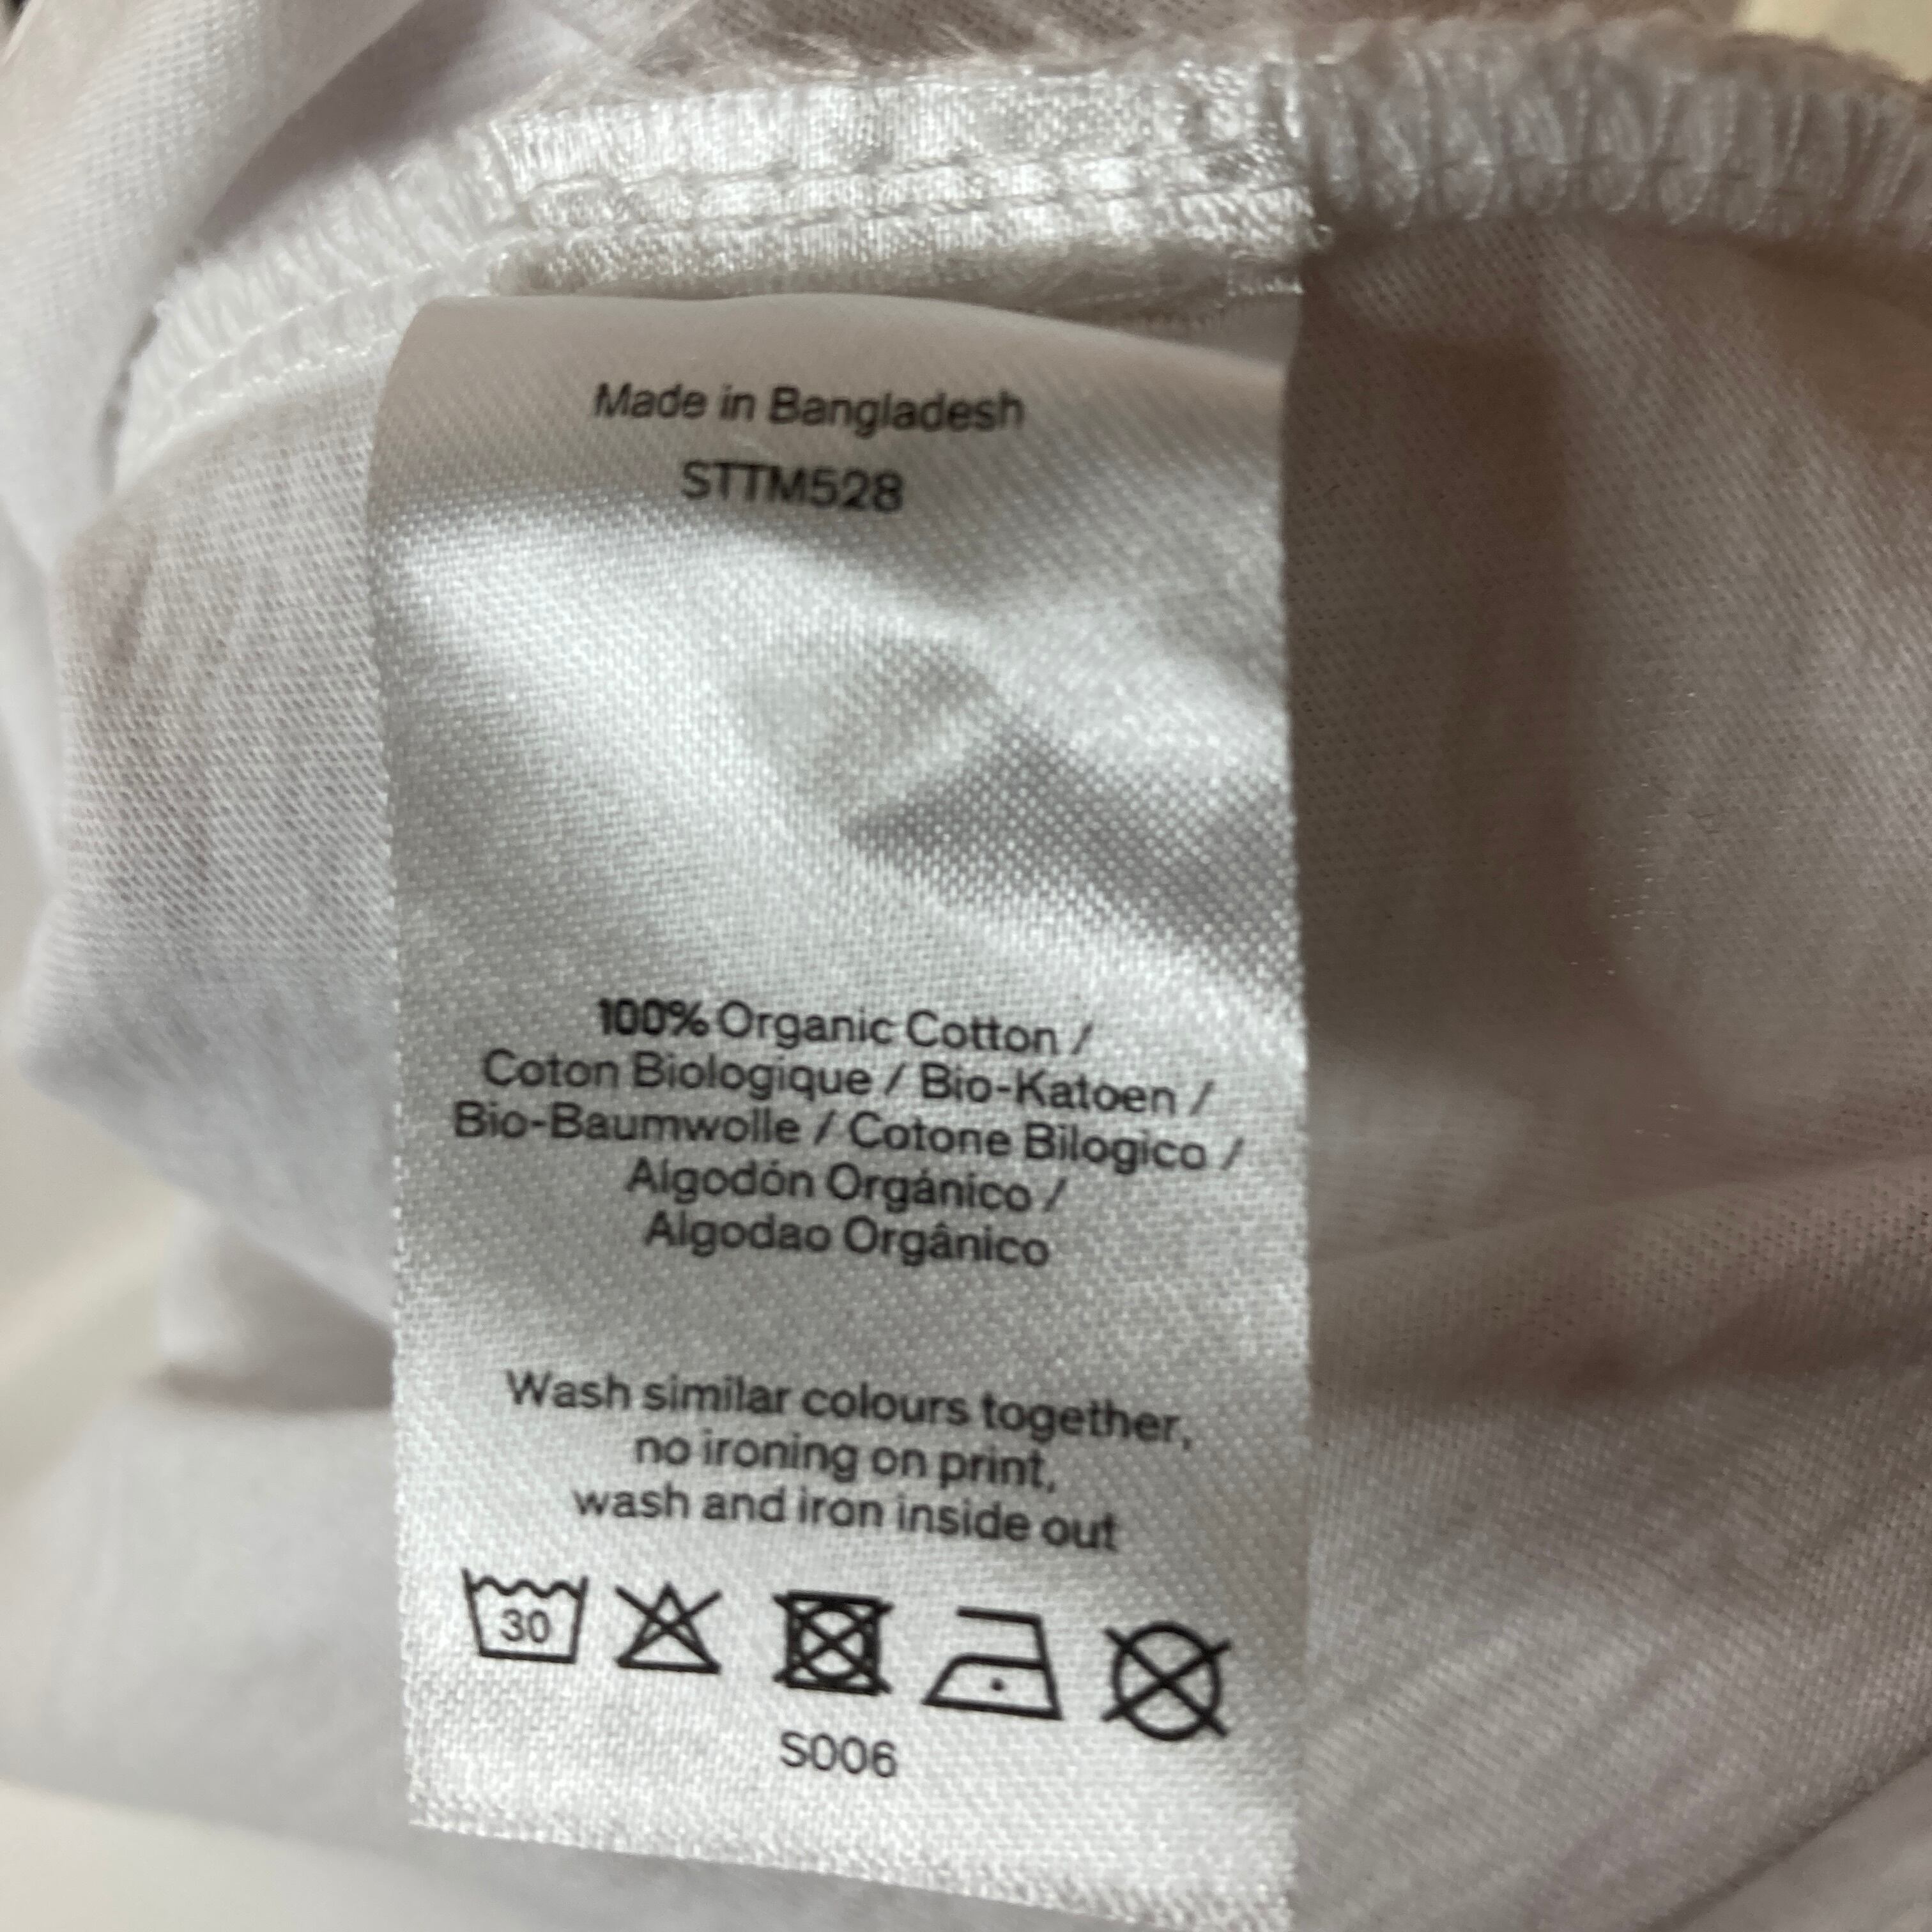 Made in Bangladesh
STTM528
100% Organic Cotton /
Coton Biologique / Bio-Katoen /
Bio-Baumwolle / Cotone Bilogico /
Algodón Orgánico /
Algodao Orgânico
Wash similar colours together,
no ironing on print,
wash and iron inside out
30
S006